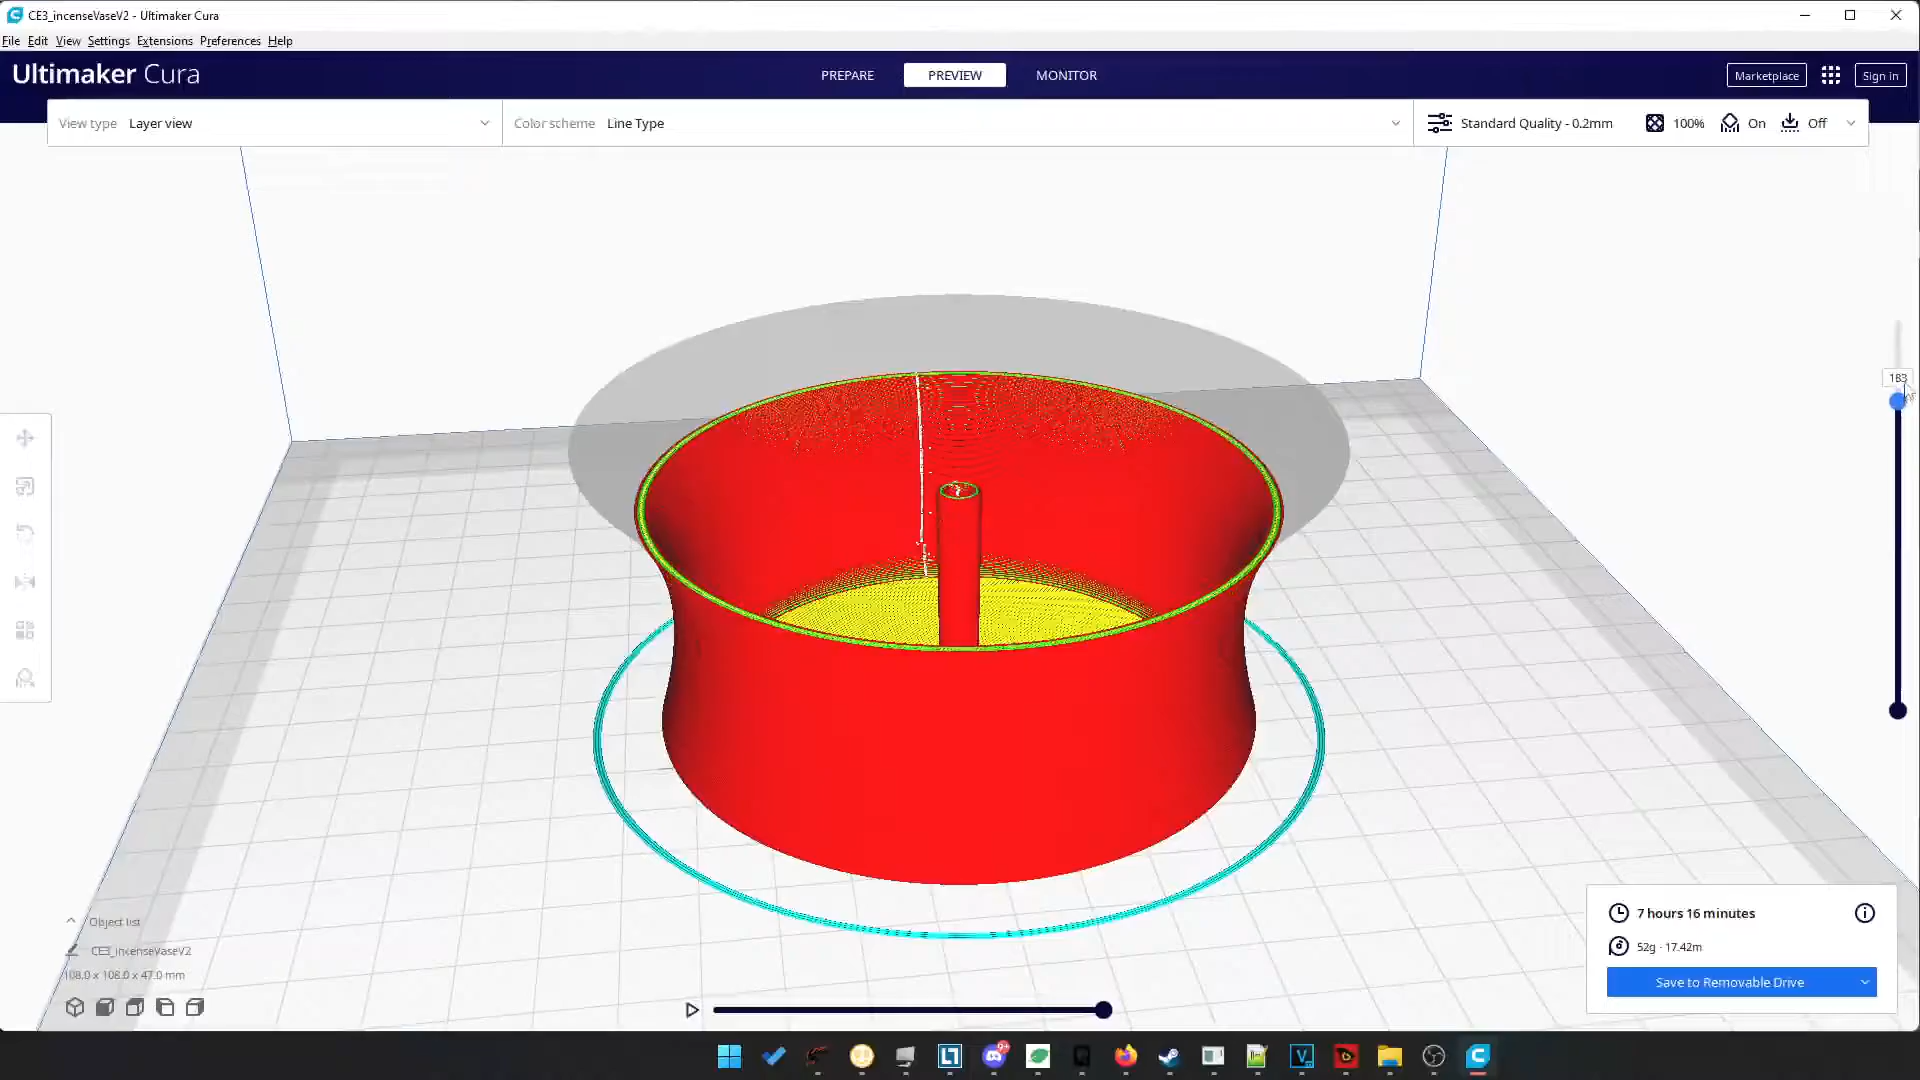 CE3_incenseVaseV2 - Ultimaker Cura
File Edit View Settings Extensions Preferences Help
Ultimaker Cura
PREPARE PREVIEW MONITOR
Marketplace Sign in
View type Layer view
Color scheme Line Type
Standard Quality - 0.2mm 100% On Off
183
Object list
CE3_incenseVaseV2
108.0 x 108.0 x 47.0 mm
7 hours 16 minutes
52g · 17.42m
Save to Removable Drive
9+